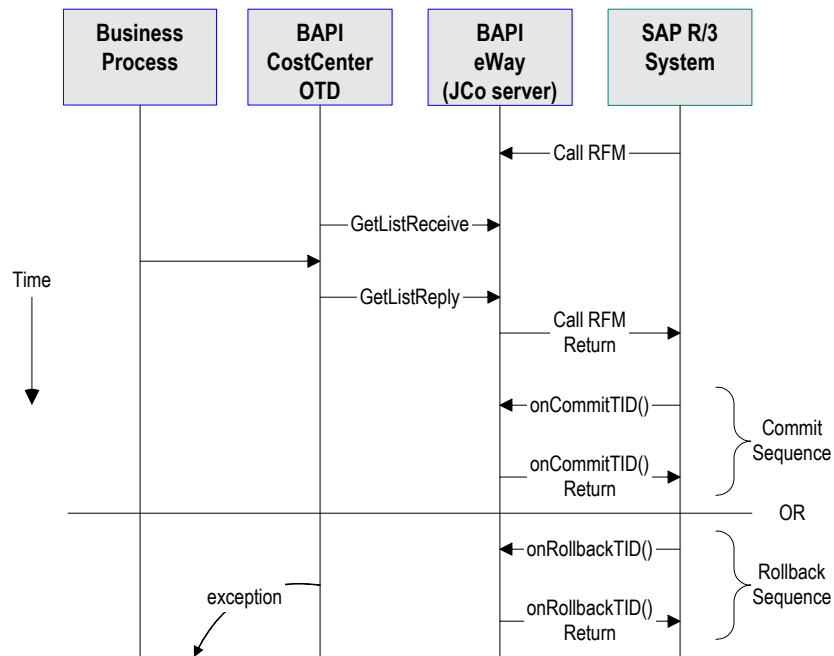 Business
Process
BAPI
CostCenter
OTD
BAPI
eWay
(JCo server)
SAP R/3
System
Call RFM
GetListReceive
Time
GetListReply
Call RFM
Return
onCommitTID()
Commit
Sequence
onCommitTID()
Return
OR
onRollbackTID()
Rollback
Sequence
exception
onRollbackTID()
Return